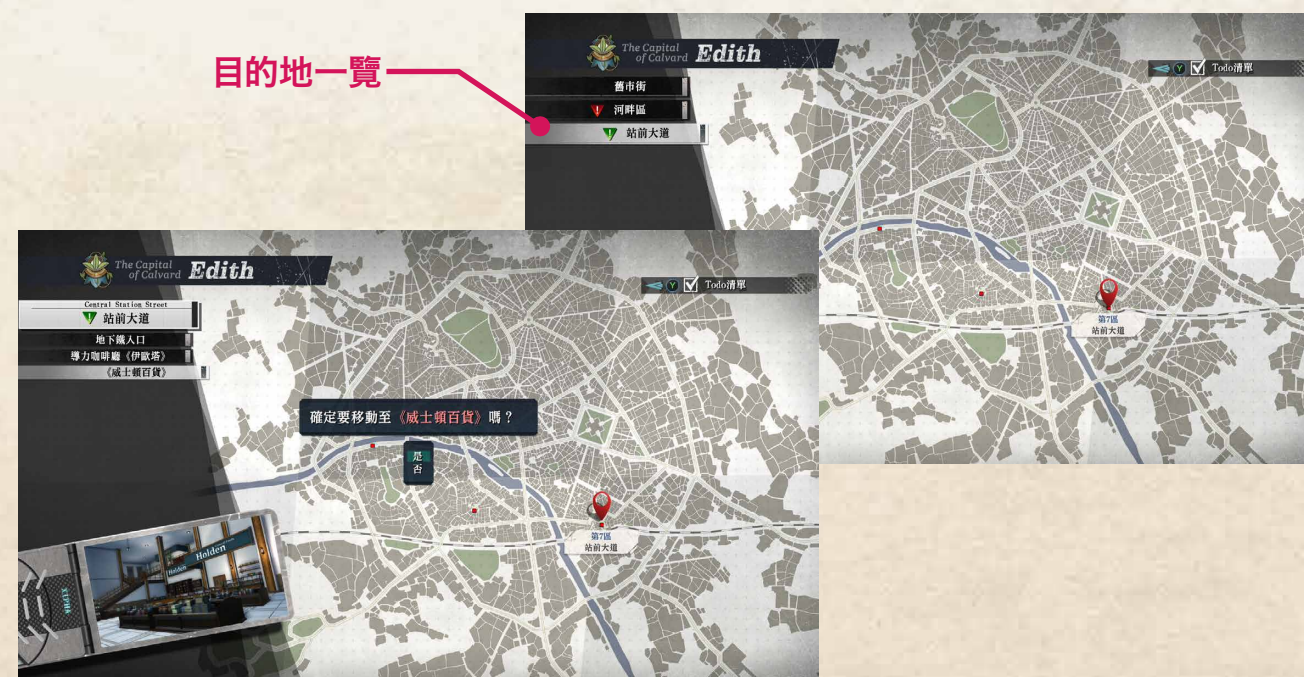 目的地一覽
The Capital
of Calvard
Edith
舊市街
河畔區
站前大道
Y
Todo清單
第7區
站前大道
The Capital
of Calvard
Edith
Central Station Street
站前大道
地下鐵入口
導力咖啡廳《伊歐塔》
《威士頓百貨》
Y
Todo清單
確定要移動至《威士頓百貨》嗎？
是
否
第7區
站前大道
Holden
Holden
XIPHA